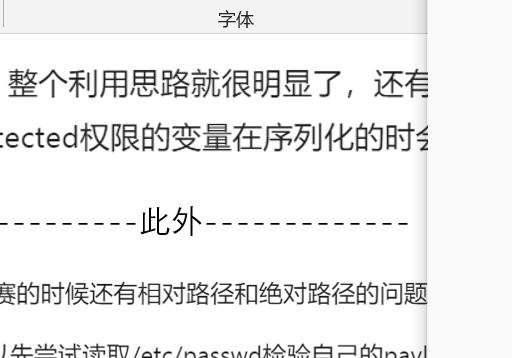 字体
整个利用思路就很明显了，还有
tected权限的变量在序列化的时会
---------此外-------------
赛的时候还有相对路径和绝对路径的问题
以先尝试读取/etc/passwd检验自己的payl